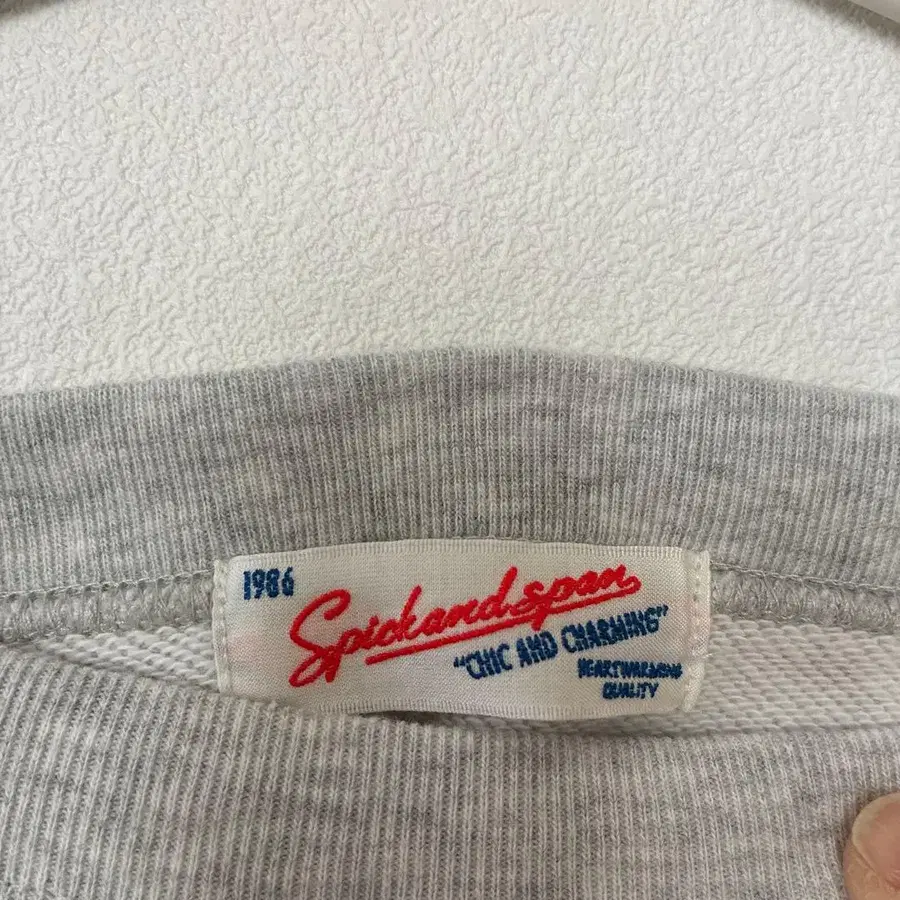 1986
Spickandspan
"CHIC AND CHARMING"
HEARTWARMING
QUALITY